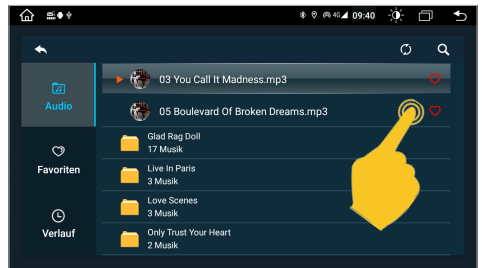 4G 09:40
03 You Call It Madness.mp3
Audio
05 Boulevard Of Broken Dreams.mp3
Glad Rag Doll
17 Musik
Favoriten
Live In Paris
3 Musik
Love Scenes
3 Musik
Verlauf
Only Trust Your Heart
2 Musik